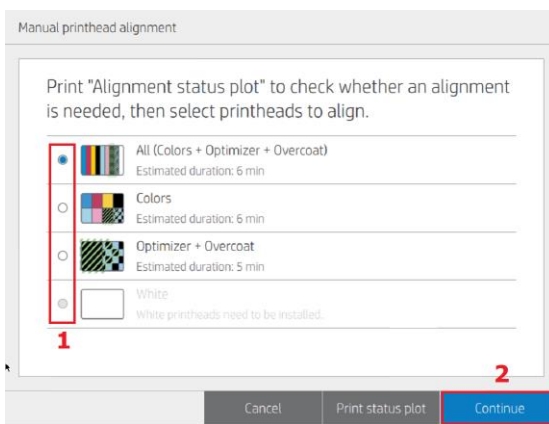 Manual printhead alignment
Print "Alignment status plot" to check whether an alignment
is needed, then select printheads to align.
All (Colors + Optimizer + Overcoat)
Estimated duration: 6 min
Colors
Estimated duration: 6 min
Optimizer + Overcoat
Estimated duration: 5 min
White
White printheads need to be installed.
1
2
Cancel
Print status plot
Continue